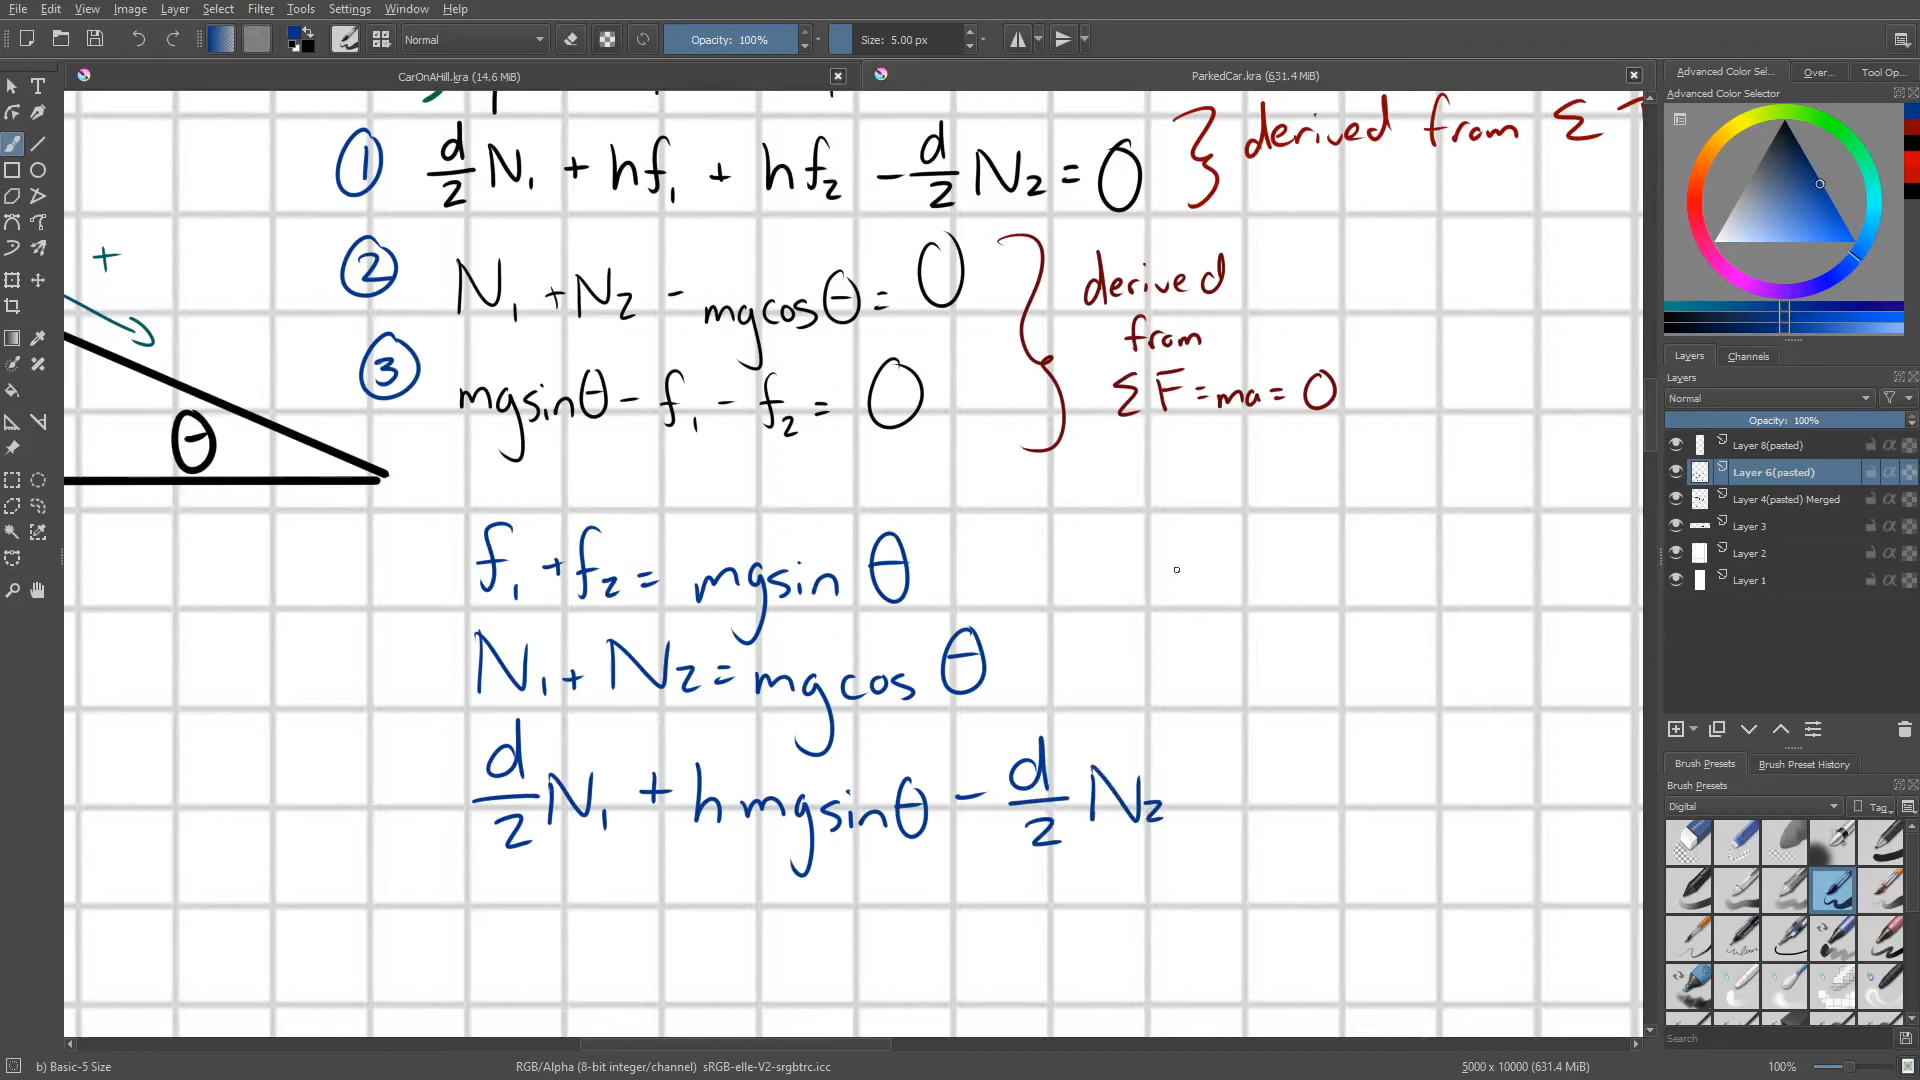 File Edit View Image Layer Select Filter Tools Settings Window Help
Normal Opacity: 100% Size: 5.00 px
CarOnAHill.kra (14.6 MiB) ParkedCar.kra (631.4 MiB)
① d/2 N₁ + hf₁ + hf₂ - d/2 N₂ = 0 } derived from Σ
+
② N₁ + N₂ - mgcosθ = 0
③ mgsinθ - f₁ - f₂ = 0
} derived
from
ΣF = ma = 0
θ
f₁ + f₂ = mgsin θ
N₁ + N₂ = mgcos θ
d/2 N₁ + hmgsinθ - d/2 N₂
Advanced Color Sel... Over... Tool Op...
Advanced Color Selector
Layers Channels
Layers
Normal
Opacity: 100%
Layer 8(pasted)
Layer 6(pasted)
Layer 4(pasted) Merged
Layer 3
Layer 2
Layer 1
Brush Presets Brush Preset History
Brush Presets
Digital Tag
Search
b) Basic-5 Size RGB/Alpha (8-bit integer/channel) sRGB-elle-V2-srgbtrc.icc 5000 x 10000 (631.4 MiB) 100%